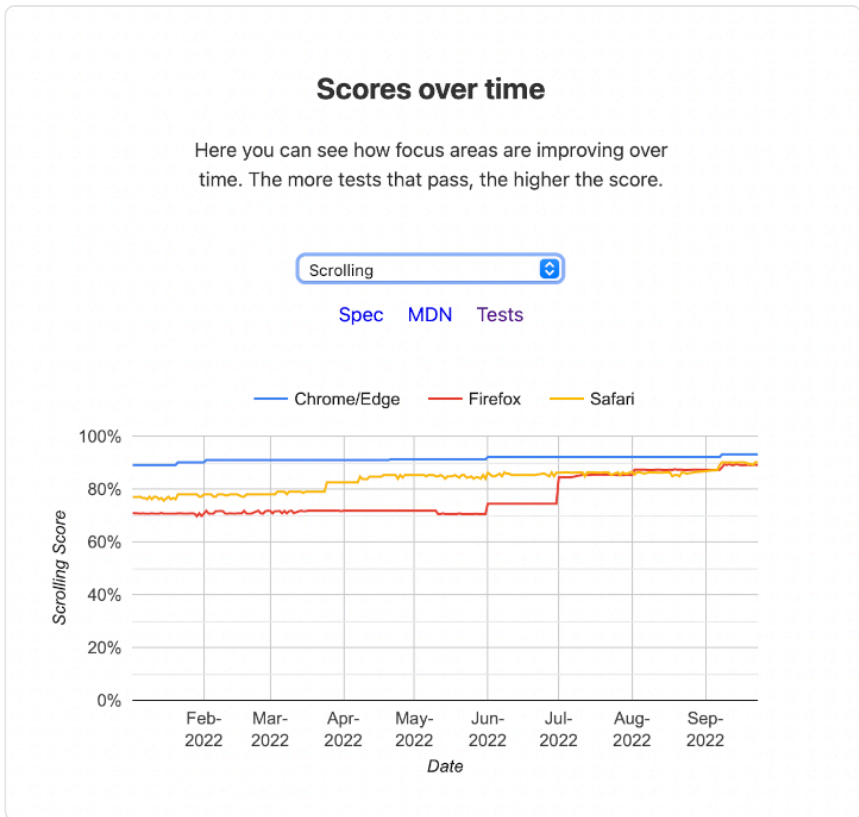 Scores over time
Here you can see how focus areas are improving over
time. The more tests that pass, the higher the score.
Scrolling
Spec MDN Tests
Chrome/Edge Firefox Safari
100%
80%
60%
40%
20%
0%
Scrolling Score
Feb-2022 Mar-2022 Apr-2022 May-2022 Jun-2022 Jul-2022 Aug-2022 Sep-2022
Date